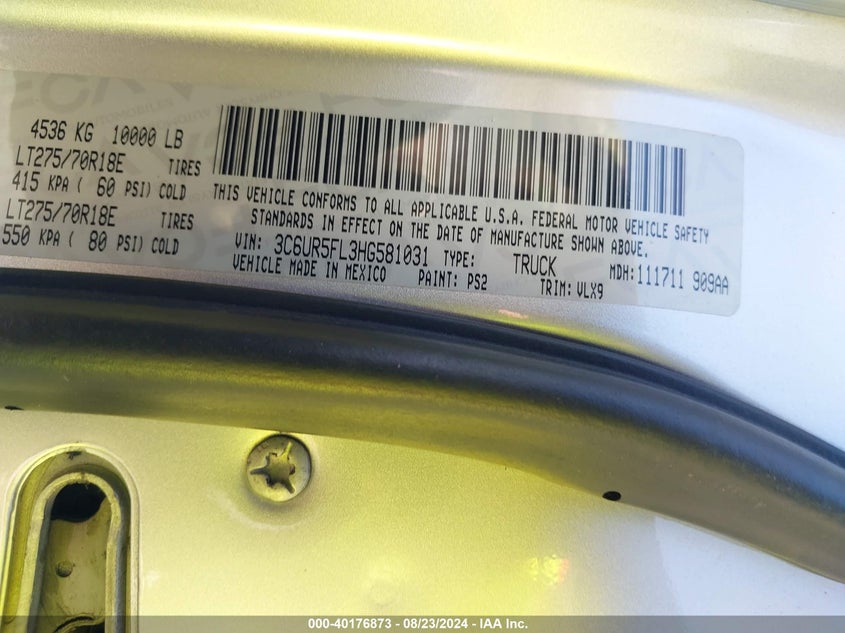 4536 KG 10000 LB
LT275/70R18E TIRES
415 KPA ( 60 PSI) COLD
LT275/70R18E TIRES
550 KPA ( 80 PSI) COLD
THIS VEHICLE CONFORMS TO ALL APPLICABLE U.S.A. FEDERAL MOTOR VEHICLE SAFETY
STANDARDS IN EFFECT ON THE DATE OF MANUFACTURE SHOWN ABOVE.
VIN: 3C6UR5FL3HG581031 TYPE: TRUCK MDH:111711 909AA
VEHICLE MADE IN MEXICO PAINT: PS2 TRIM: VLX9
000-40176873 - 08/23/2024 - IAA Inc.